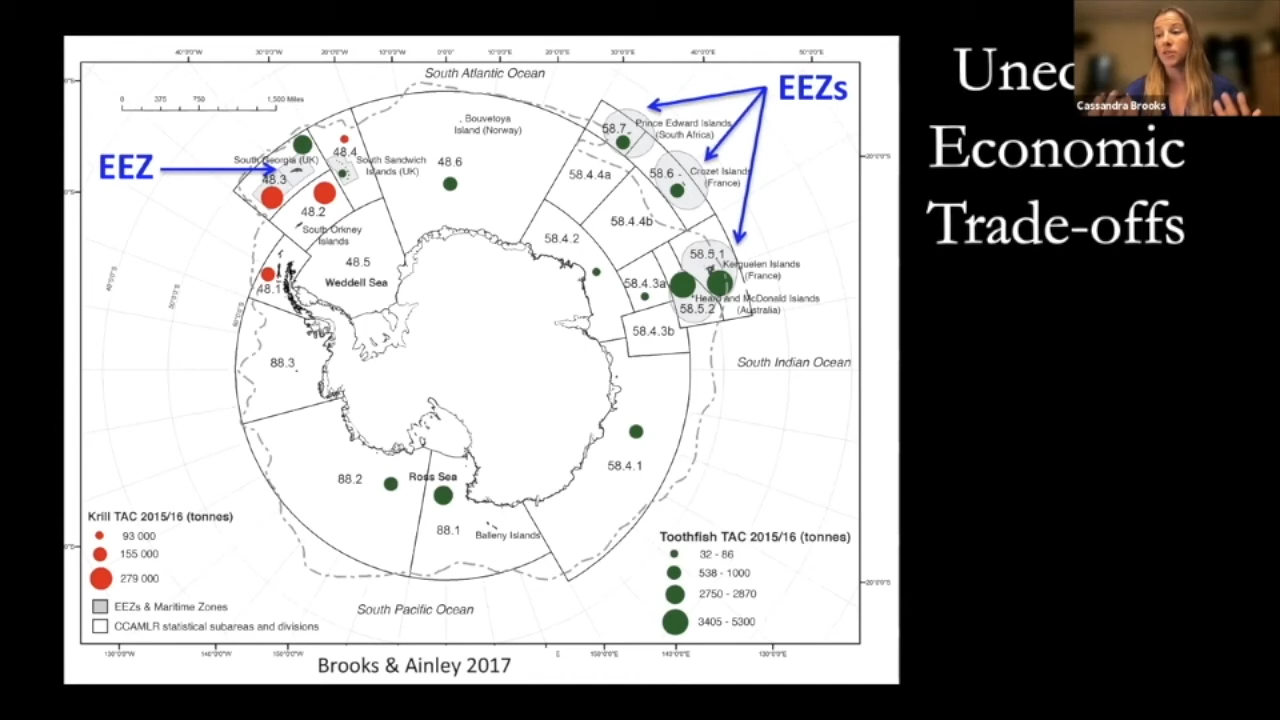 Uneq
Economic
Trade-offs
Cassandra Brooks
EEZs
EEZ
South Atlantic Ocean
0 375 750 1,500 Miles
Bouvetoya
Island (Norway)
58.7
Prince Edward Islands
(South Africa)
48.4
South Georgia (UK)
South Sandwich
Islands (UK)
48.3
48.6
58.4.4a
58.6
Crozet Islands
(France)
48.2
South Orkney
Islands
58.4.4b
58.4.2
48.5
Weddell Sea
58.5.1
Kerguelen Islands
(France)
48.1
58.4.3a
Heard and McDonald Islands
(Australia)
58.5.2
58.4.3b
88.3
South Indian Ocean
58.4.1
88.2
Ross Sea
88.1
Balleny Islands
South Pacific Ocean
Krill TAC 2015/16 (tonnes)
93 000
155 000
279 000
EEZs & Maritime Zones
CCAMLR statistical subareas and divisions
Toothfish TAC 2015/16 (tonnes)
32 - 86
538 - 1000
2750 - 2870
3405 - 5300
Brooks & Ainley 2017